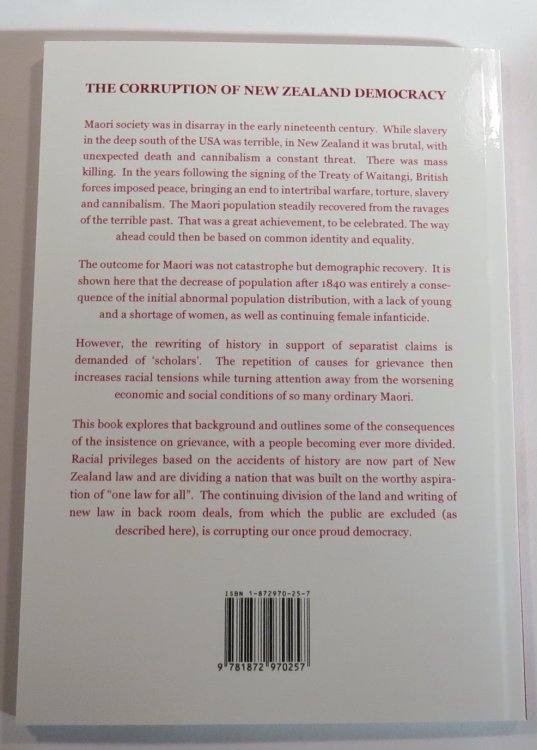 THE CORRUPTION OF NEW ZEALAND DEMOCRACY
Maori society was in disarray in the early nineteenth century. While slavery
in the deep south of the USA was terrible, in New Zealand it was brutal, with
unexpected death and cannibalism a constant threat. There was mass
killing. In the years following the signing of the Treaty of Waitangi, British
forces imposed peace, bringing an end to intertribal warfare, torture, slavery
and cannibalism. The Maori population steadily recovered from the ravages
of the terrible past. That was a great achievement, to be celebrated. The way
ahead could then be based on common identity and equality.
The outcome for Maori was not catastrophe but demographic recovery. It is
shown here that the decrease of population after 1840 was entirely a conse-
quence of the initial abnormal population distribution, with a lack of young
and a shortage of women, as well as continuing female infanticide.
However, the rewriting of history in support of separatist claims is
demanded of ‘scholars’. The repetition of causes for grievance then
increases racial tensions while turning attention away from the worsening
economic and social conditions of so many ordinary Maori.
This book explores that background and outlines some of the consequences
of the insistence on grievance, with a people becoming ever more divided.
Racial privileges based on the accidents of history are now part of New
Zealand law and are dividing a nation that was built on the worthy aspira-
tion of “one law for all”. The continuing division of the land and writing of
new law in back room deals, from which the public are excluded (as
described here), is corrupting our once proud democracy.
ISBN 1-872970-25-7
9 781872 970257